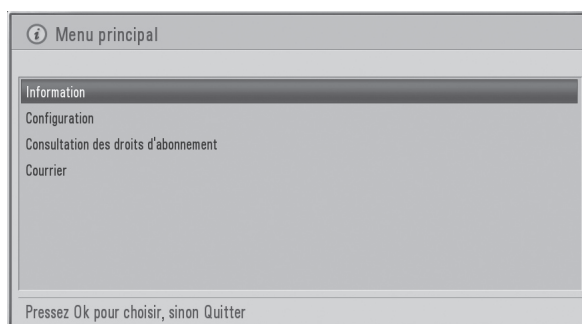 Menu principal
Information
Configuration
Consultation des droits d'abonnement
Courrier
Pressez Ok pour choisir, sinon Quitter